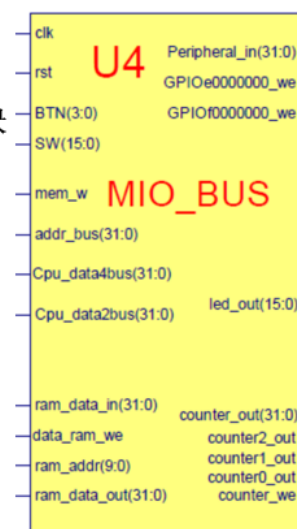 clk
U4
Peripheral_in(31:0)
rst
GPIOe0000000_we
BTN(3:0)
GPIOf0000000_we
SW(15:0)
mem_w
MIO_BUS
addr_bus(31:0)
Cpu_data4bus(31:0)
Cpu_data2bus(31:0)
led_out(15:0)
ram_data_in(31:0)
counter_out(31:0)
data_ram_we
counter2_out
counter1_out
ram_addr(9:0)
counter0_out
ram_data_out(31:0)
counter_we